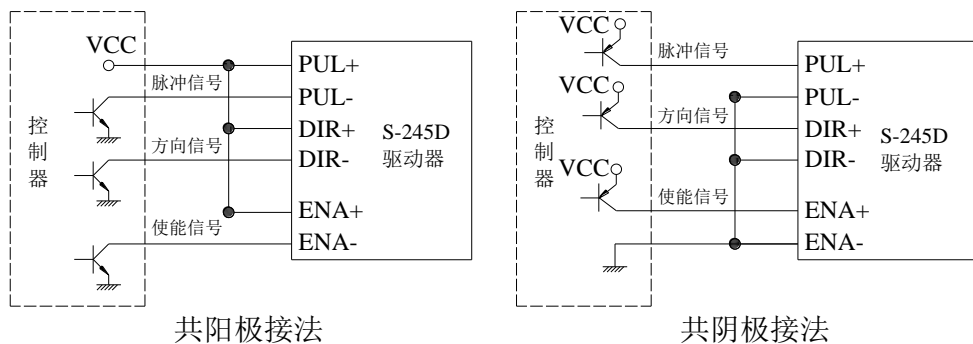 VCC
脉冲信号
方向信号
使能信号
控制器
PUL+
PUL-
DIR+
DIR-
ENA+
ENA-
S-245D
驱动器
共阳极接法
VCC
脉冲信号
VCC
方向信号
VCC
使能信号
控制器
PUL+
PUL-
DIR+
DIR-
ENA+
ENA-
S-245D
驱动器
共阴极接法